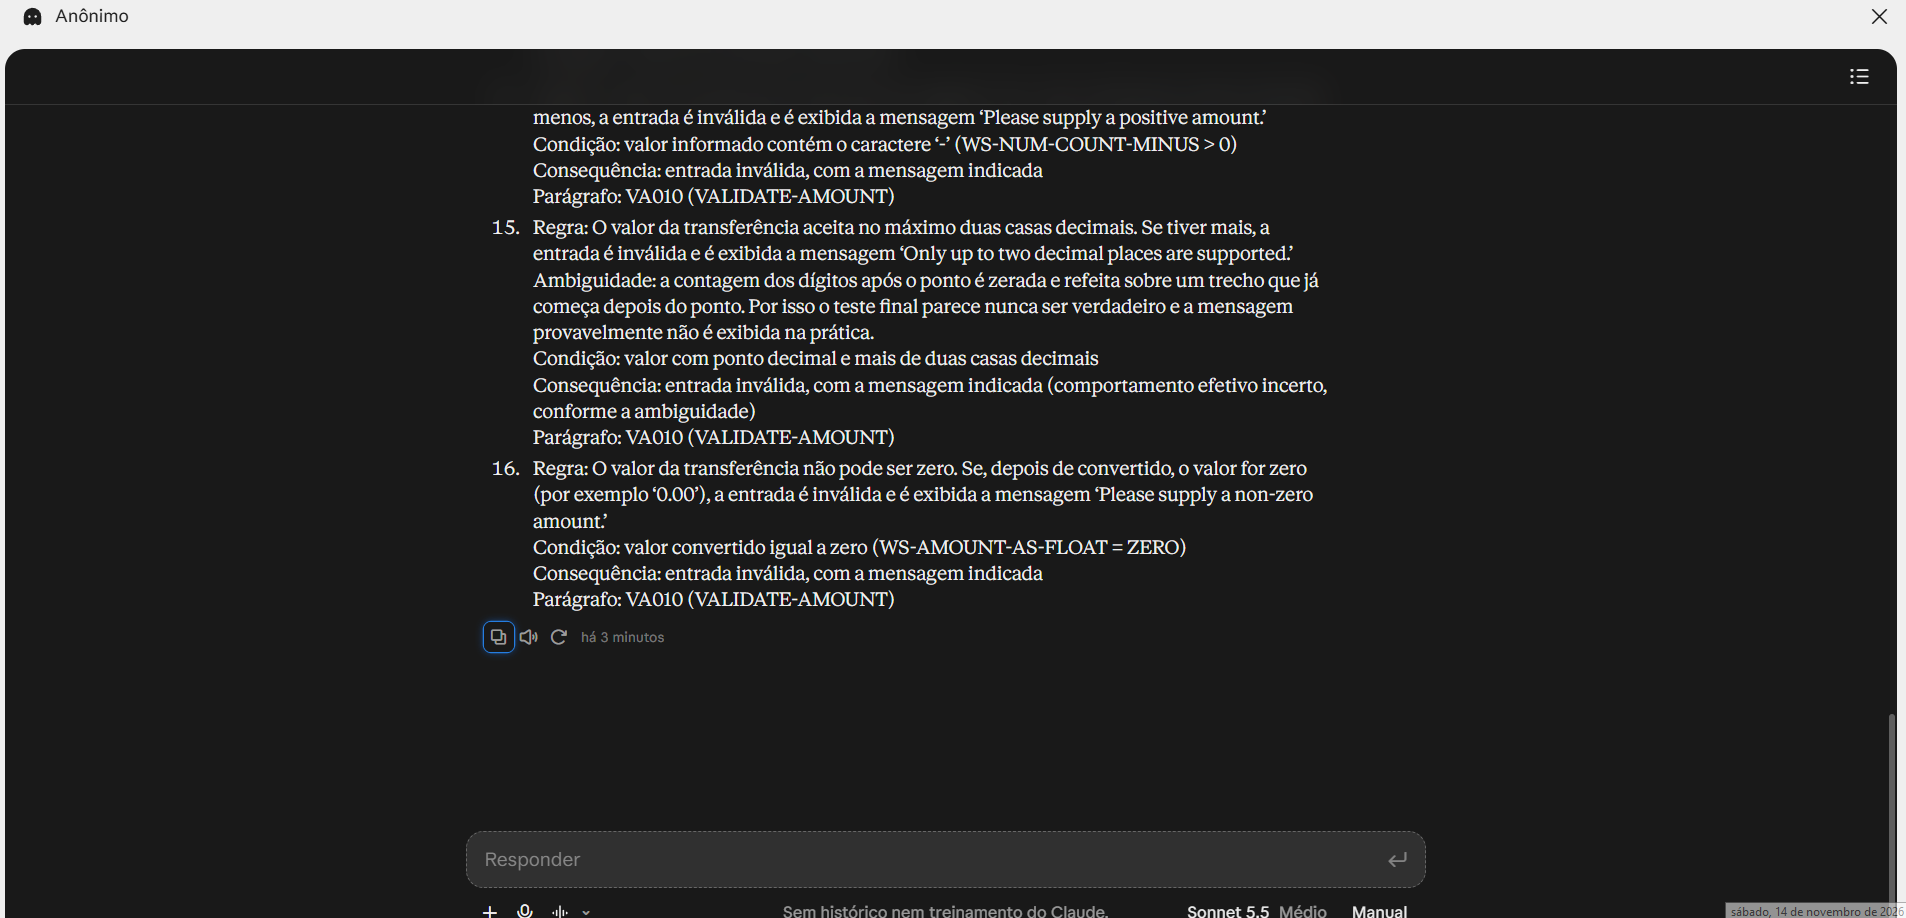 Anônimo
menos, a entrada é inválida e é exibida a mensagem ‘Please supply a positive amount.’
Condição: valor informado contém o caractere ‘-’ (WS-NUM-COUNT-MINUS > 0)
Consequência: entrada inválida, com a mensagem indicada
Parágrafo: VA010 (VALIDATE-AMOUNT)
15. Regra: O valor da transferência aceita no máximo duas casas decimais. Se tiver mais, a
entrada é inválida e é exibida a mensagem ‘Only up to two decimal places are supported.’
Ambiguidade: a contagem dos dígitos após o ponto é zerada e refeita sobre um trecho que já
começa depois do ponto. Por isso o teste final parece nunca ser verdadeiro e a mensagem
provavelmente não é exibida na prática.
Condição: valor com ponto decimal e mais de duas casas decimais
Consequência: entrada inválida, com a mensagem indicada (comportamento efetivo incerto,
conforme a ambiguidade)
Parágrafo: VA010 (VALIDATE-AMOUNT)
16. Regra: O valor da transferência não pode ser zero. Se, depois de convertido, o valor for zero
(por exemplo ‘0.00’), a entrada é inválida e é exibida a mensagem ‘Please supply a non-zero
amount.’
Condição: valor convertido igual a zero (WS-AMOUNT-AS-FLOAT = ZERO)
Consequência: entrada inválida, com a mensagem indicada
Parágrafo: VA010 (VALIDATE-AMOUNT)
há 3 minutos
Responder
Sem histórico nem treinamento do Claude. Sonnet 5.5 Médio Manual
sábado, 14 de novembro de 2026